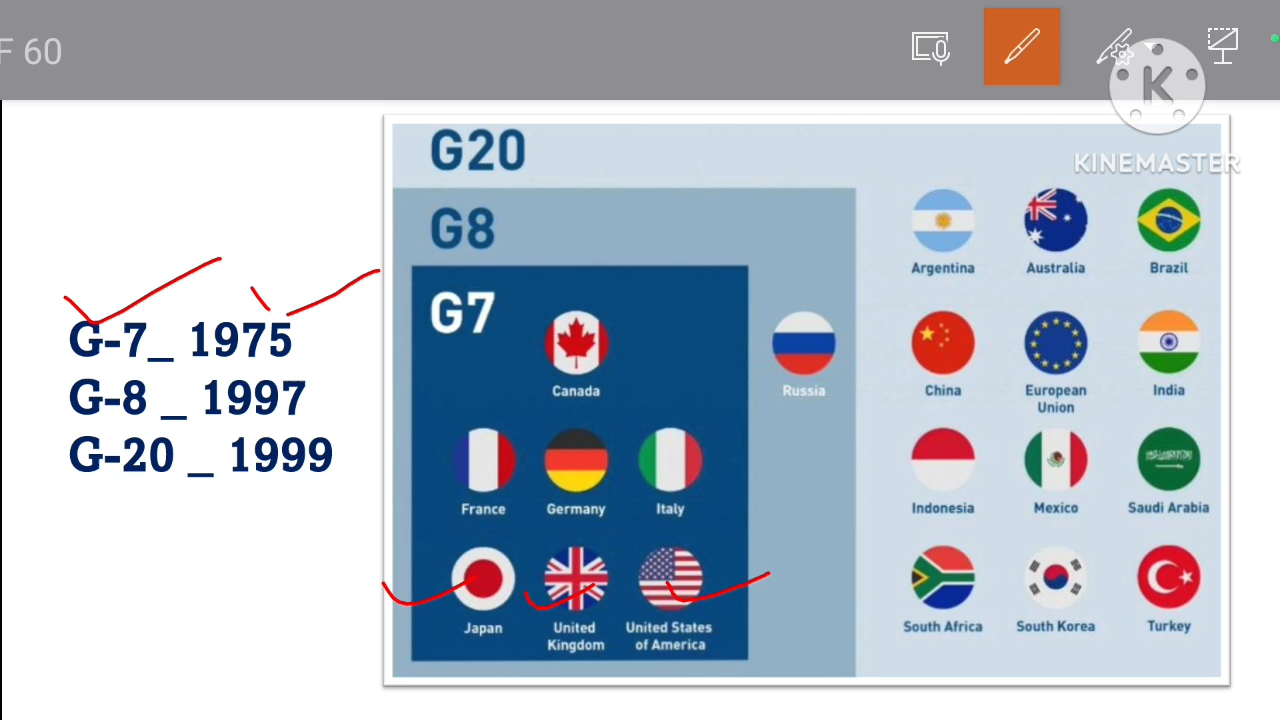 F 60
K
KINEMASTER
G-7_ 1975
G-8 _ 1997
G-20 _ 1999
G20
G8
G7
Canada
Russia
France
Germany
Italy
Japan
United
Kingdom
United States
of America
Argentina
Australia
Brazil
China
European
Union
India
Indonesia
Mexico
Saudi Arabia
South Africa
South Korea
Turkey